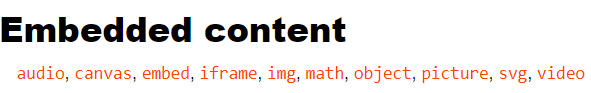 Embedded content
audio, canvas, embed, iframe, img, math, object, picture, svg, video